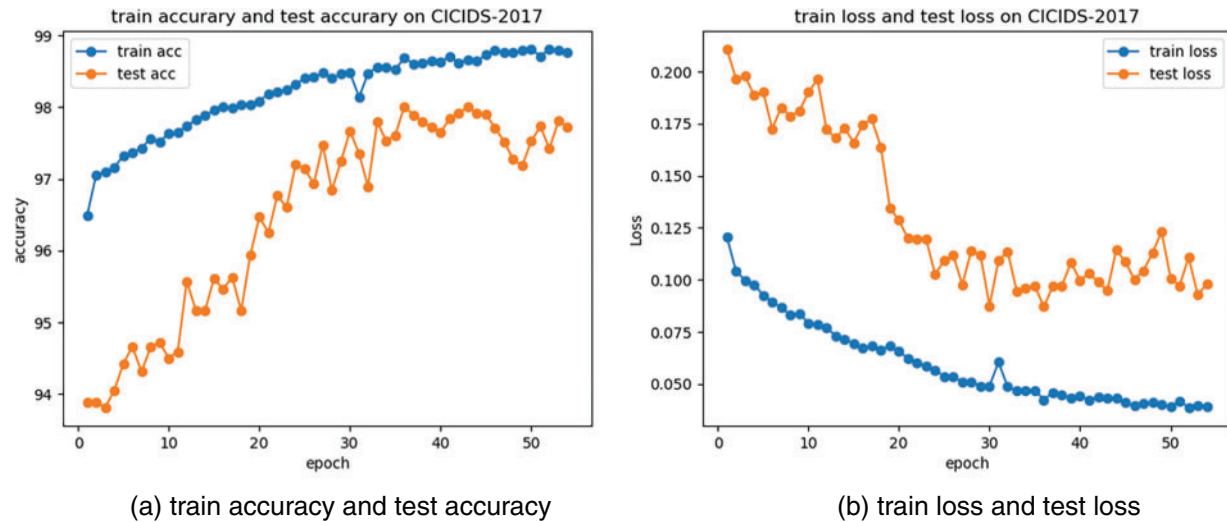 train accurary and test accurary on CICIDS-2017
99
98
97
96
95
94
accuracy
train acc
test acc
0
10
20
30
40
50
epoch
(a) train accuracy and test accuracy
train loss and test loss on CICIDS-2017
0.200
0.175
0.150
0.125
0.100
0.075
0.050
Loss
train loss
test loss
0
10
20
30
40
50
epoch
(b) train loss and test loss